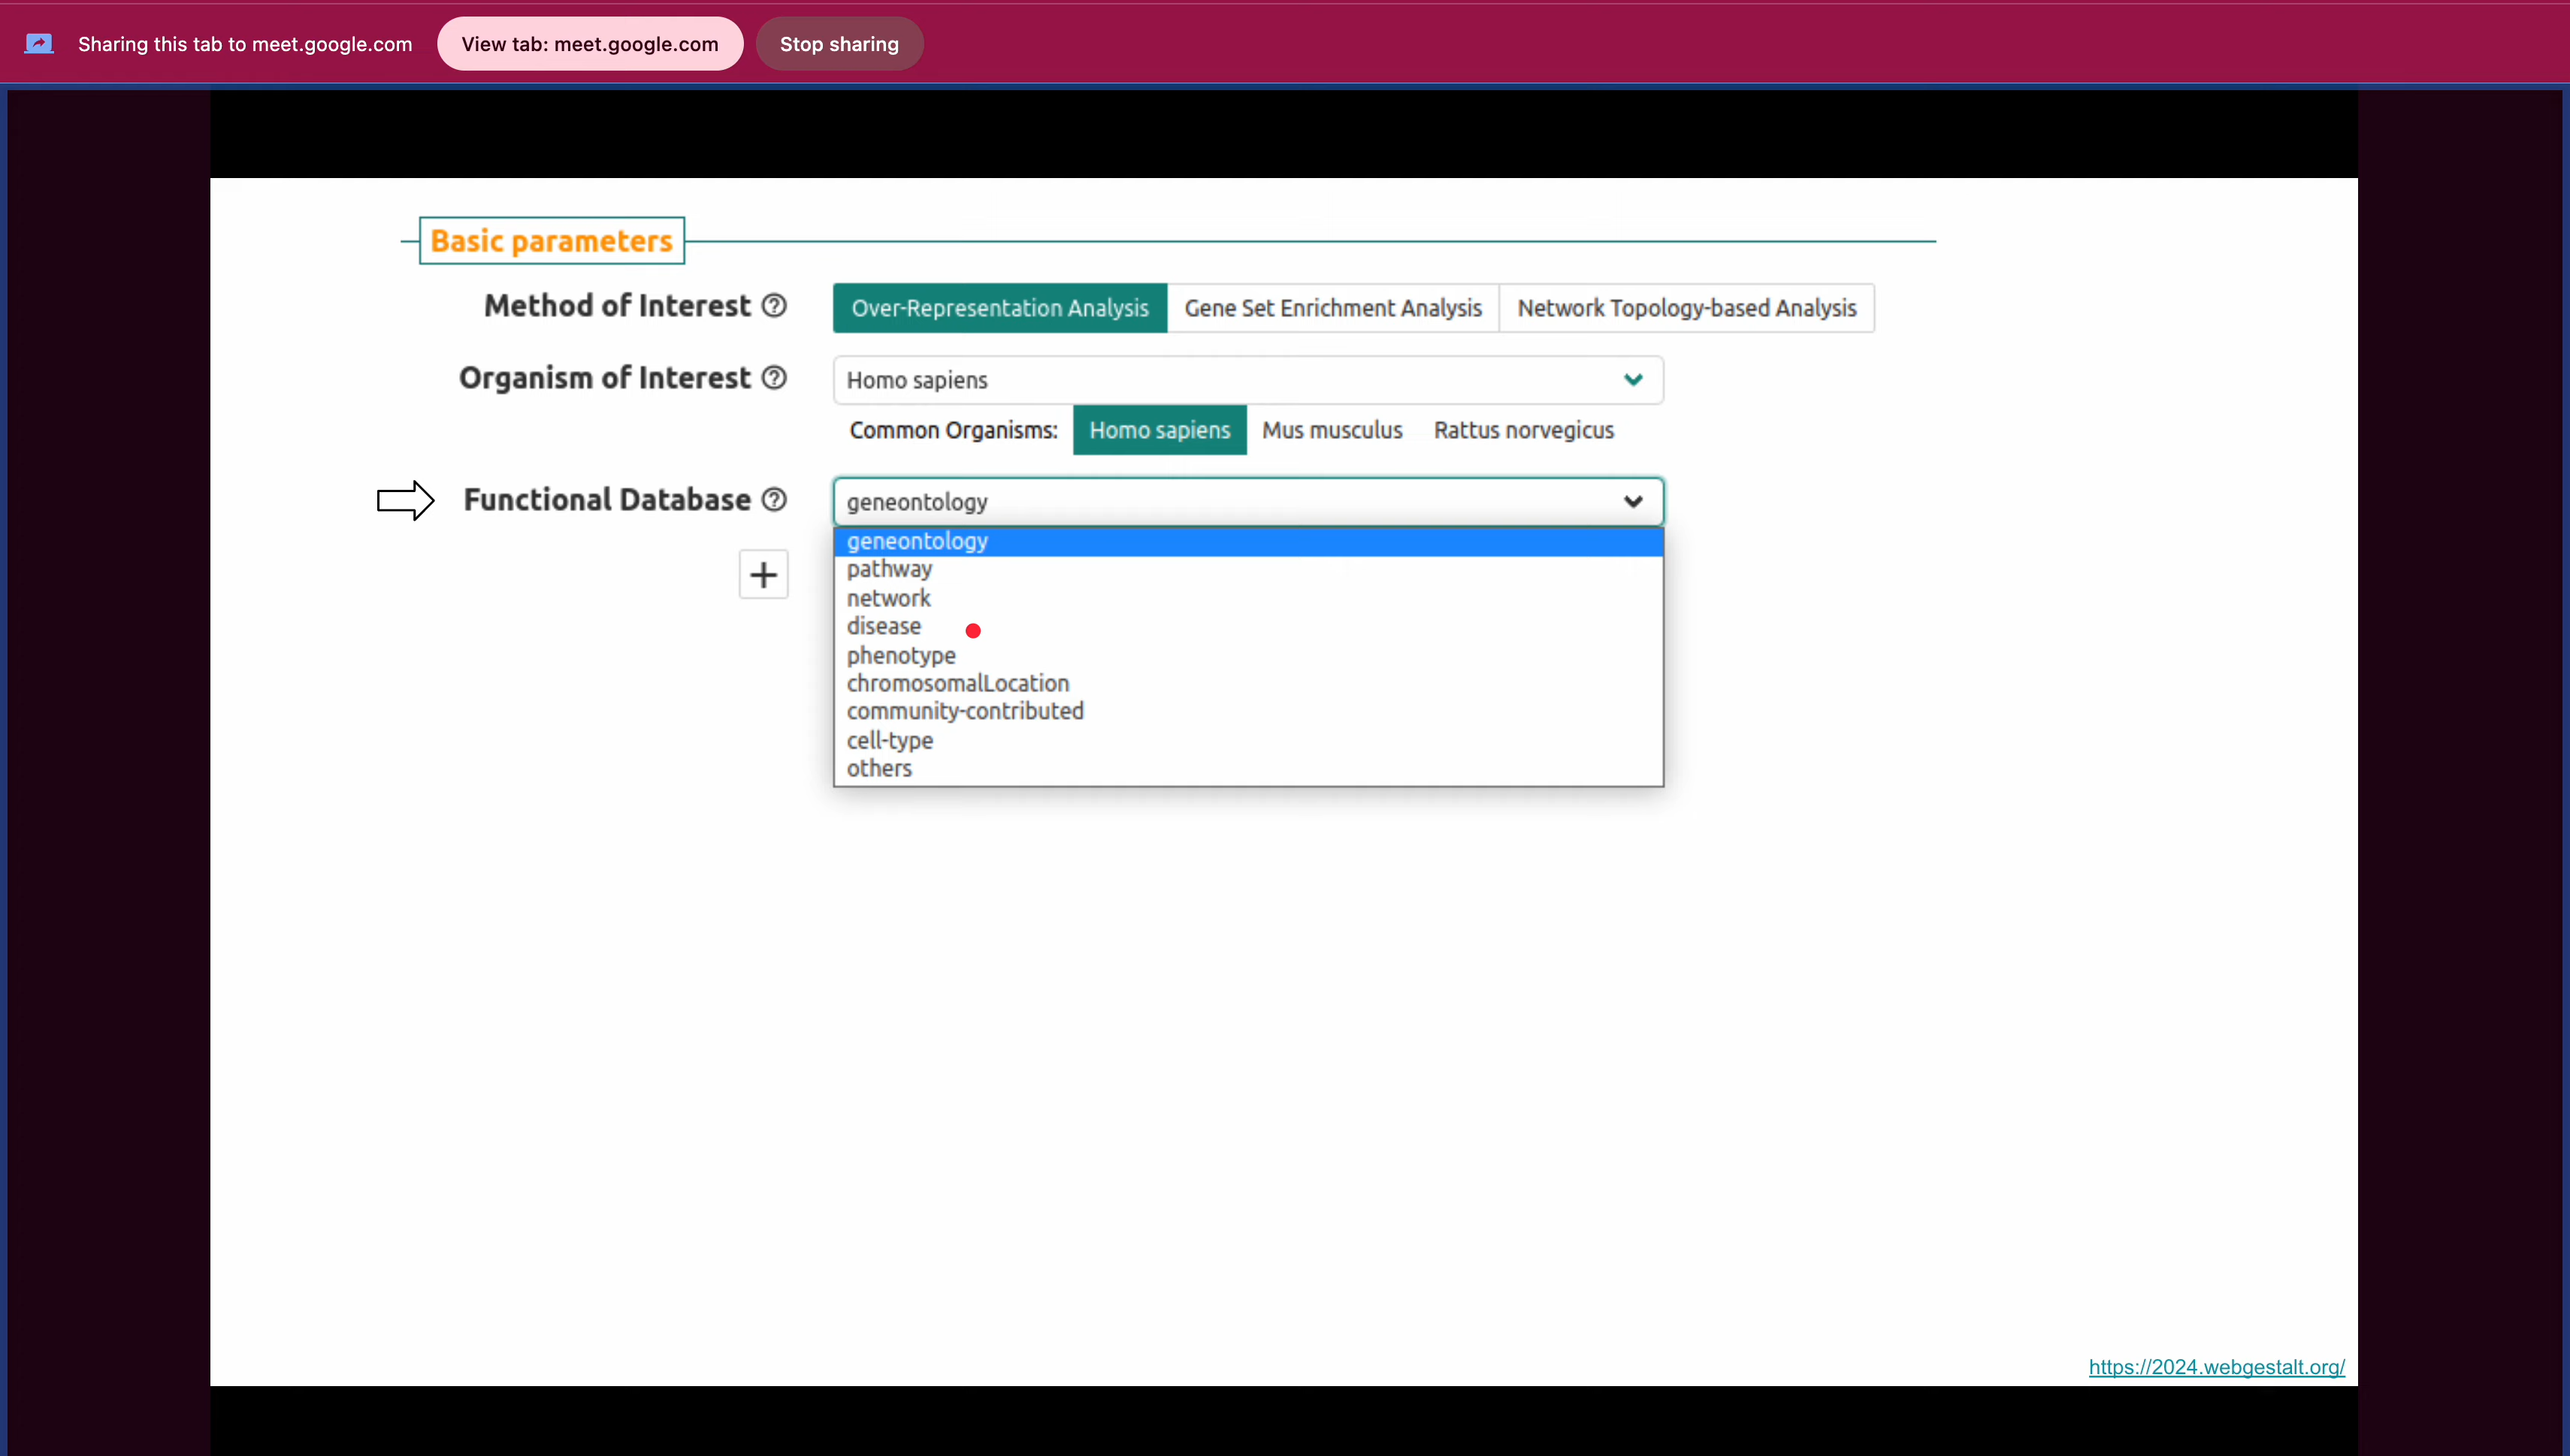 Sharing this tab to meet.google.com View tab: meet.google.com Stop sharing
Basic parameters
Method of Interest Over-Representation Analysis Gene Set Enrichment Analysis Network Topology-based Analysis
Organism of Interest Homo sapiens
Common Organisms: Homo sapiens Mus musculus Rattus norvegicus
Functional Database geneontology
geneontology
pathway
network
disease
phenotype
chromosomalLocation
community-contributed
cell-type
others
https://2024.webgestalt.org/